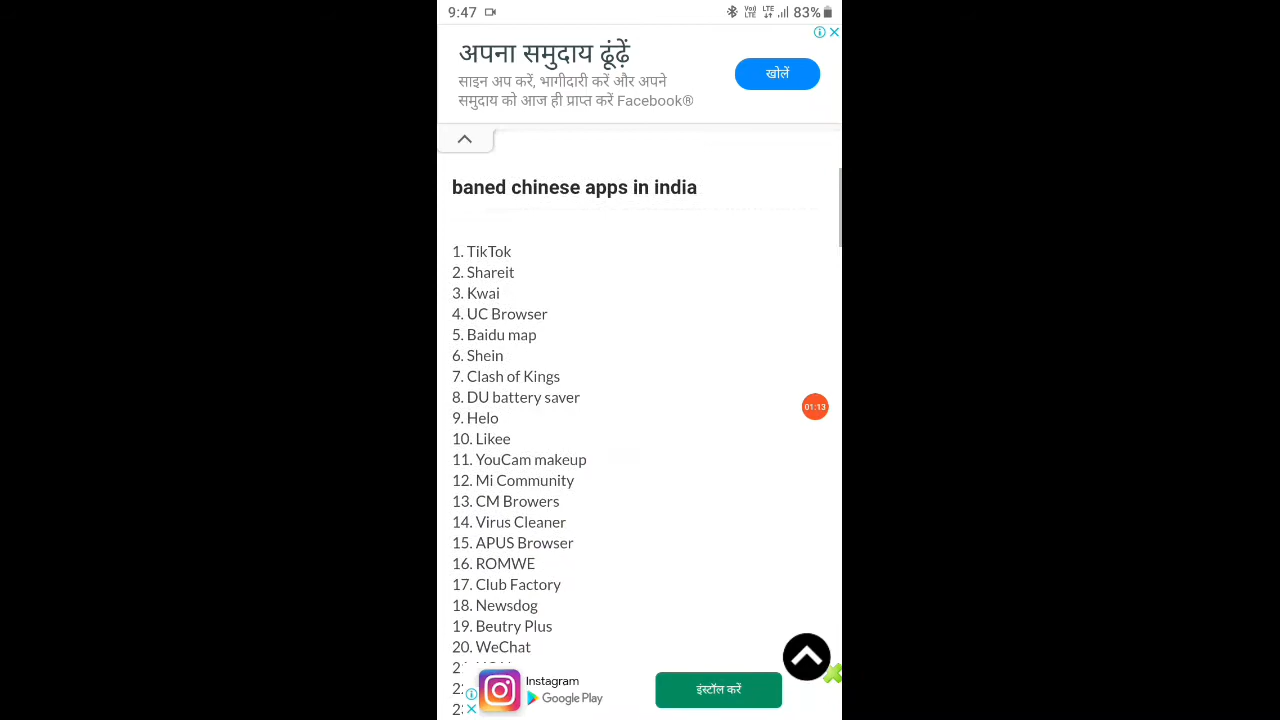 9:47
Vo) LTE LTE 83%
अपना समुदाय ढूंढ़ें
साइन अप करें, भागीदारी करें और अपने
समुदाय को आज ही प्राप्त करें Facebook®
खोलें
baned chinese apps in india
1. TikTok
2. Shareit
3. Kwai
4. UC Browser
5. Baidu map
6. Shein
7. Clash of Kings
8. DU battery saver
9. Helo
10. Likee
11. YouCam makeup
12. Mi Community
13. CM Browers
14. Virus Cleaner
15. APUS Browser
16. ROMWE
17. Club Factory
18. Newsdog
19. Beutry Plus
20. WeChat
01:13
Instagram
Google Play
इंस्टॉल करें